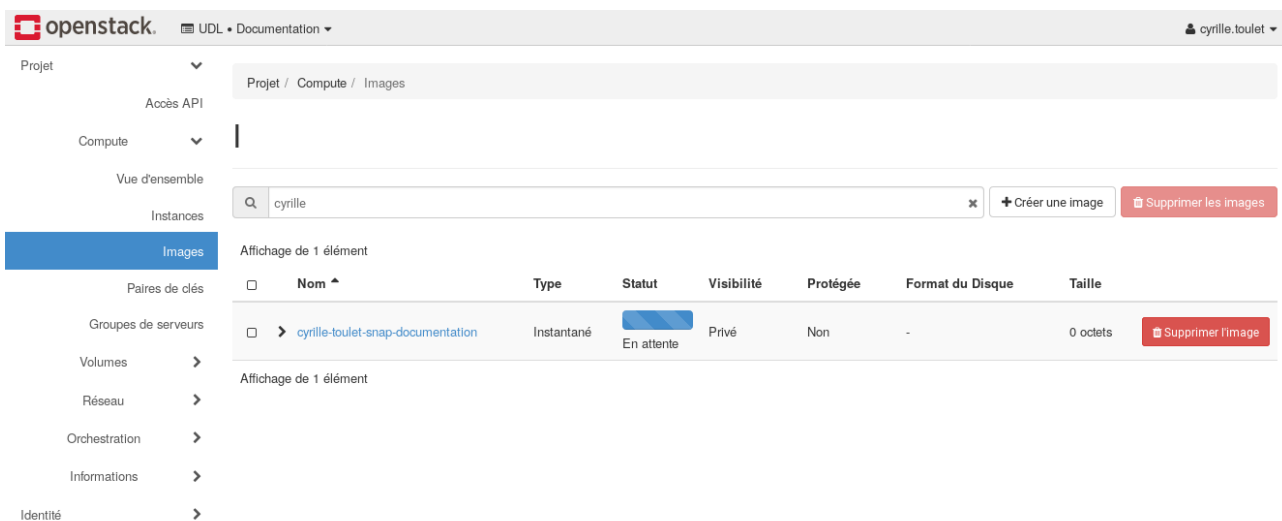 openstack. UDL • Documentation cyrille.toulet
Projet
Accès API
Compute
Vue d'ensemble
Instances
Images
Paires de clés
Groupes de serveurs
Volumes
Réseau
Orchestration
Informations
Identité
Projet / Compute / Images
cyrille
Créer une image
Supprimer les images
Affichage de 1 élément
Nom Type Statut Visibilité Protégée Format du Disque Taille
cyrille-toulet-snap-documentation Instantané En attente Privé Non - 0 octets Supprimer l'image
Affichage de 1 élément